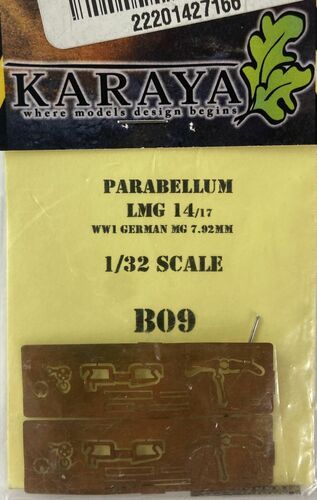 22201427166
KARAYA
where models design begins
PARABELLUM
LMG 14/17
WW1 GERMAN MG 7.92MM
1/32 SCALE
B09